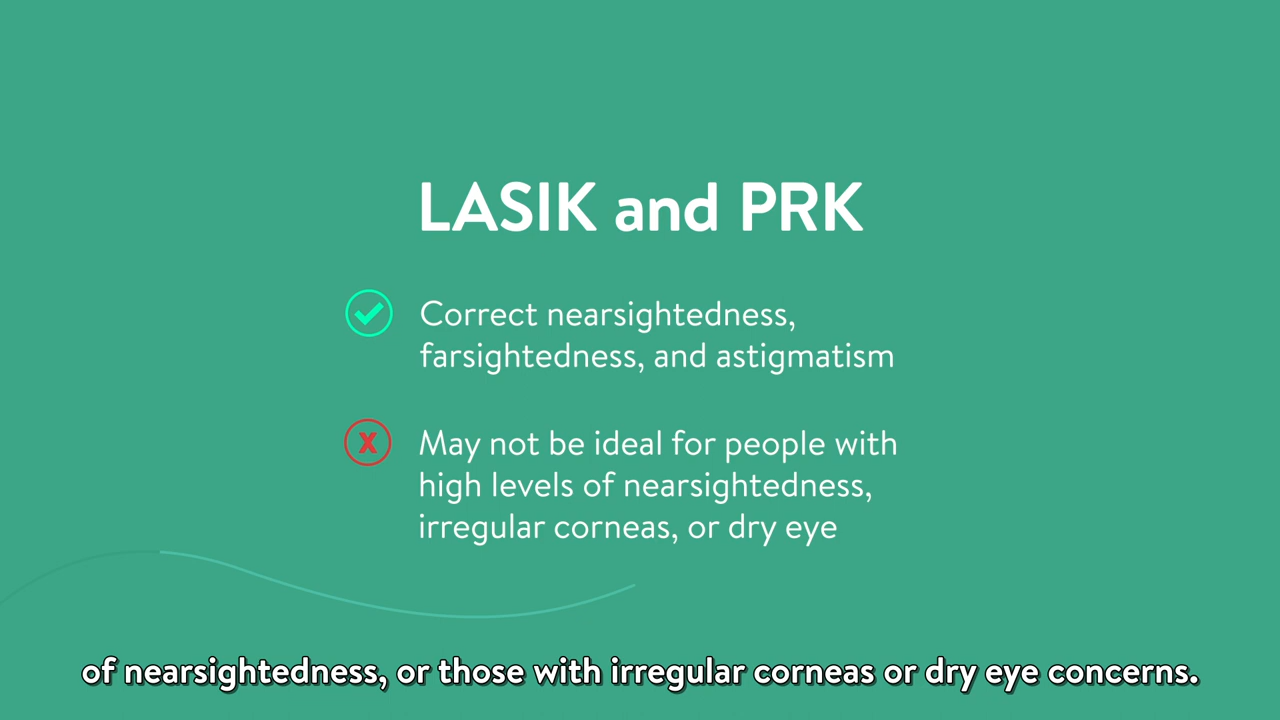 LASIK and PRK
Correct nearsightedness,
farsightedness, and astigmatism
X
May not be ideal for people with
high levels of nearsightedness,
irregular corneas, or dry eye
of nearsightedness, or those with irregular corneas or dry eye concerns.